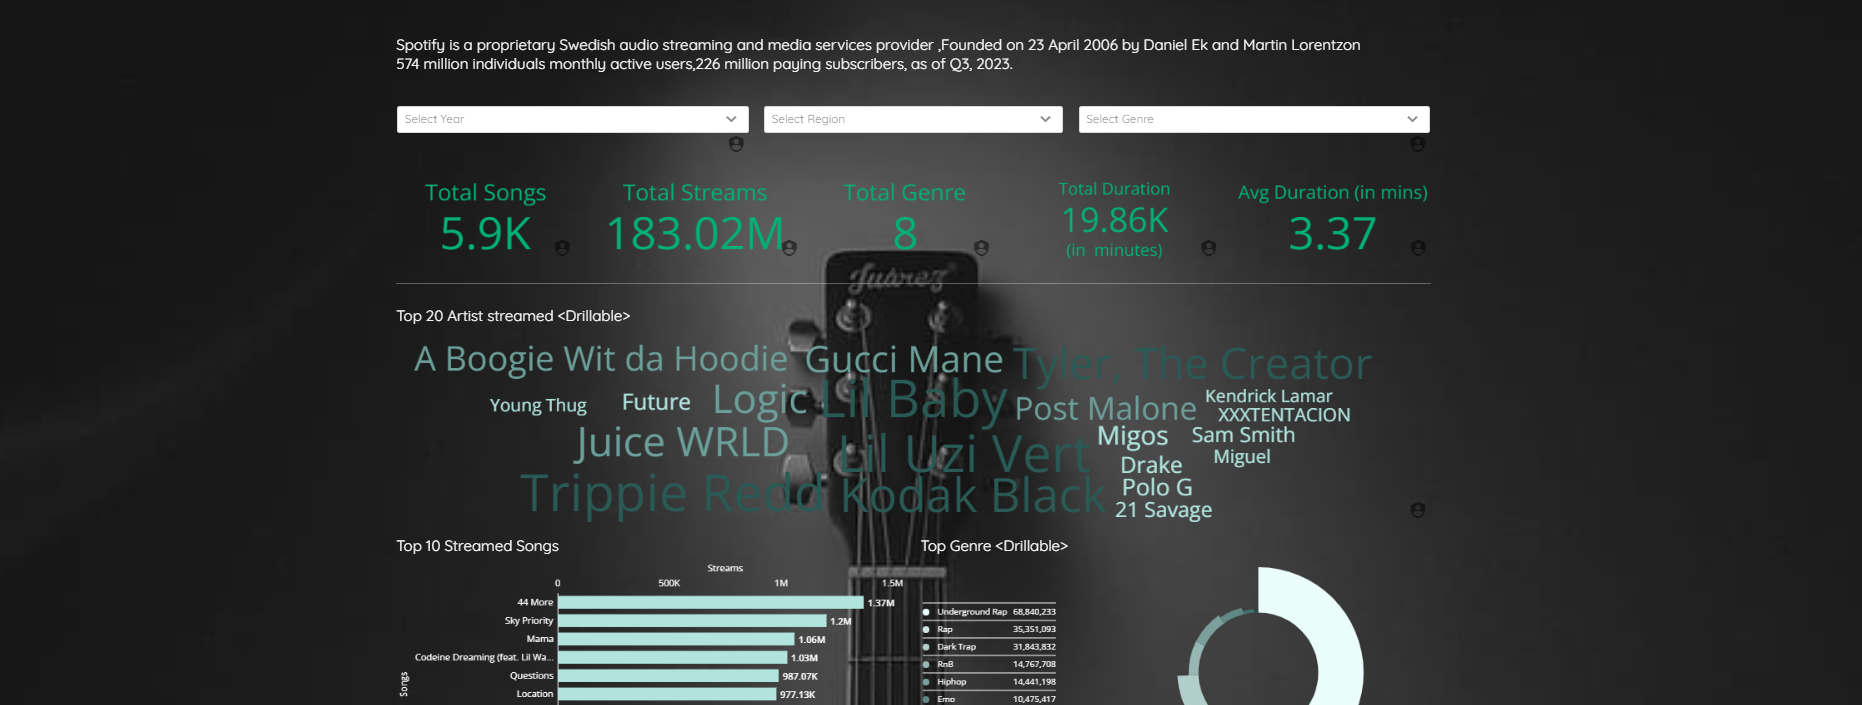 Spotify is a proprietary Swedish audio streaming and media services provider ,Founded on 23 April 2006 by Daniel Ek and Martin Lorentzon
574 million individuals monthly active users,226 million paying subscribers, as of Q3, 2023.
Select Year
Select Region
Select Genre
Total Songs
5.9K
Total Streams
183.02M
Total Genre
8
Total Duration
19.86K
(in minutes)
Avg Duration (in mins)
3.37
Juarez
Top 20 Artist streamed <Drillable>
A Boogie Wit da Hoodie
Gucci Mane
Tyler, The Creator
Young Thug
Future
Logic
Lil Baby
Post Malone
Kendrick Lamar
XXXTENTACION
Juice WRLD
Lil Uzi Vert
Migos
Sam Smith
Drake
Miguel
Trippie Redd
Kodak Black
Polo G
21 Savage
Top 10 Streamed Songs
Streams
0 500K 1M 1.5M
Songs
44 More 1.37M
Sky Priority 1.2M
Mama 1.06M
Codeine Dreaming (feat. Lil Wa... 1.03M
Questions 987.07K
Location 977.13K
Top Genre <Drillable>
Underground Rap 68,840,233
Rap 35,351,093
Dark Trap 31,843,832
RnB 14,767,708
Hiphop 14,441,198
Emo 10,475,417